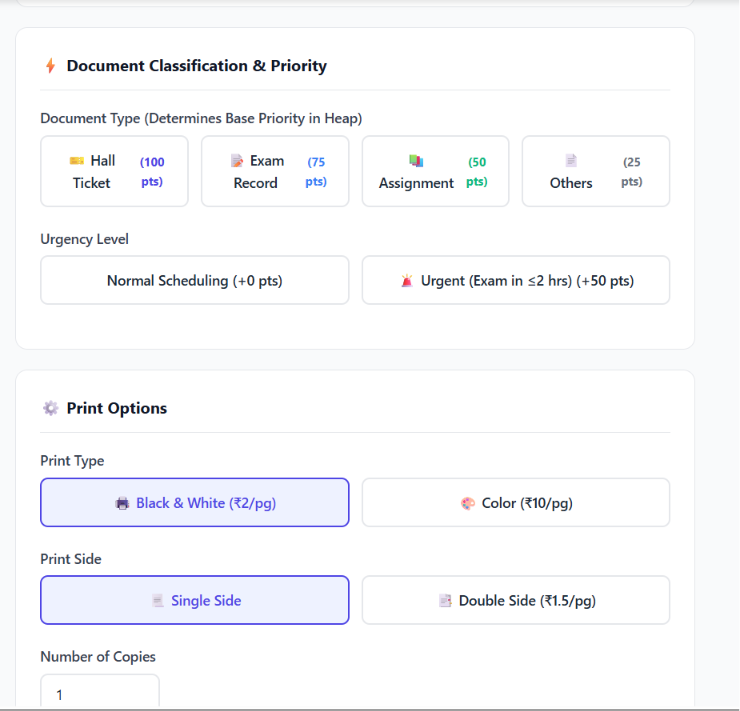 Document Classification & Priority
Document Type (Determines Base Priority in Heap)
Hall Ticket (100 pts)
Exam Record (75 pts)
Assignment (50 pts)
Others (25 pts)
Urgency Level
Normal Scheduling (+0 pts)
Urgent (Exam in ≤2 hrs) (+50 pts)
Print Options
Print Type
Black & White (₹2/pg)
Color (₹10/pg)
Print Side
Single Side
Double Side (₹1.5/pg)
Number of Copies
1